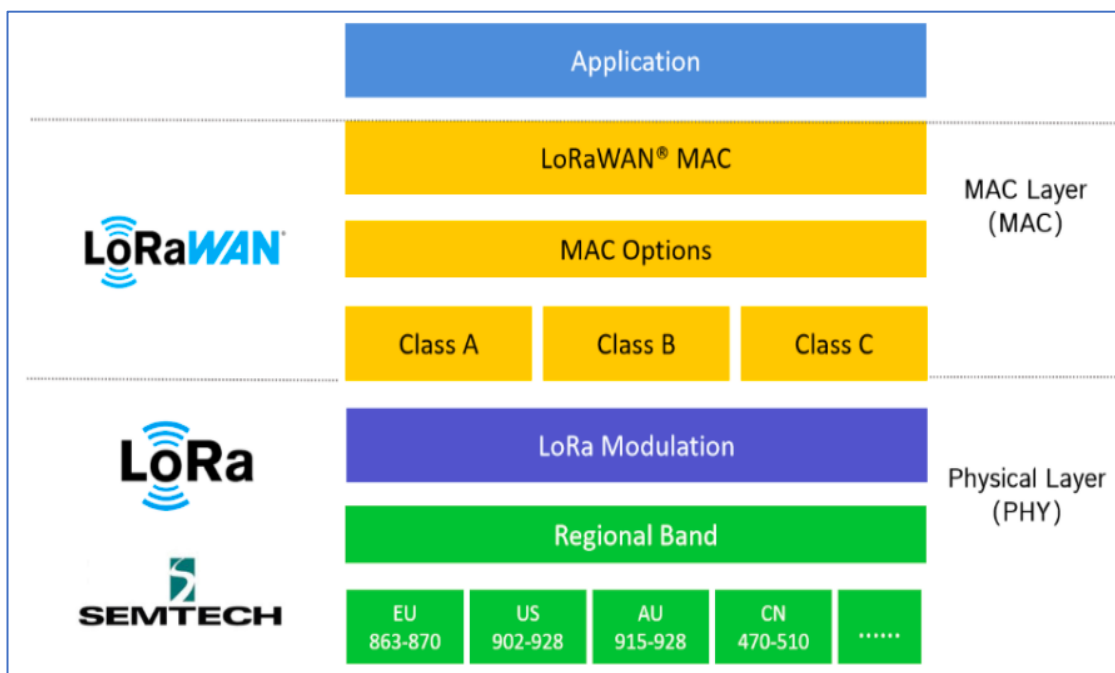 Application
LoRaWAN® MAC
MAC Layer
(MAC)
LoRaWAN®
MAC Options
Class A
Class B
Class C
LoRa
LoRa Modulation
Physical Layer
(PHY)
Regional Band
SEMTECH
EU
863-870
US
902-928
AU
915-928
CN
470-510
......